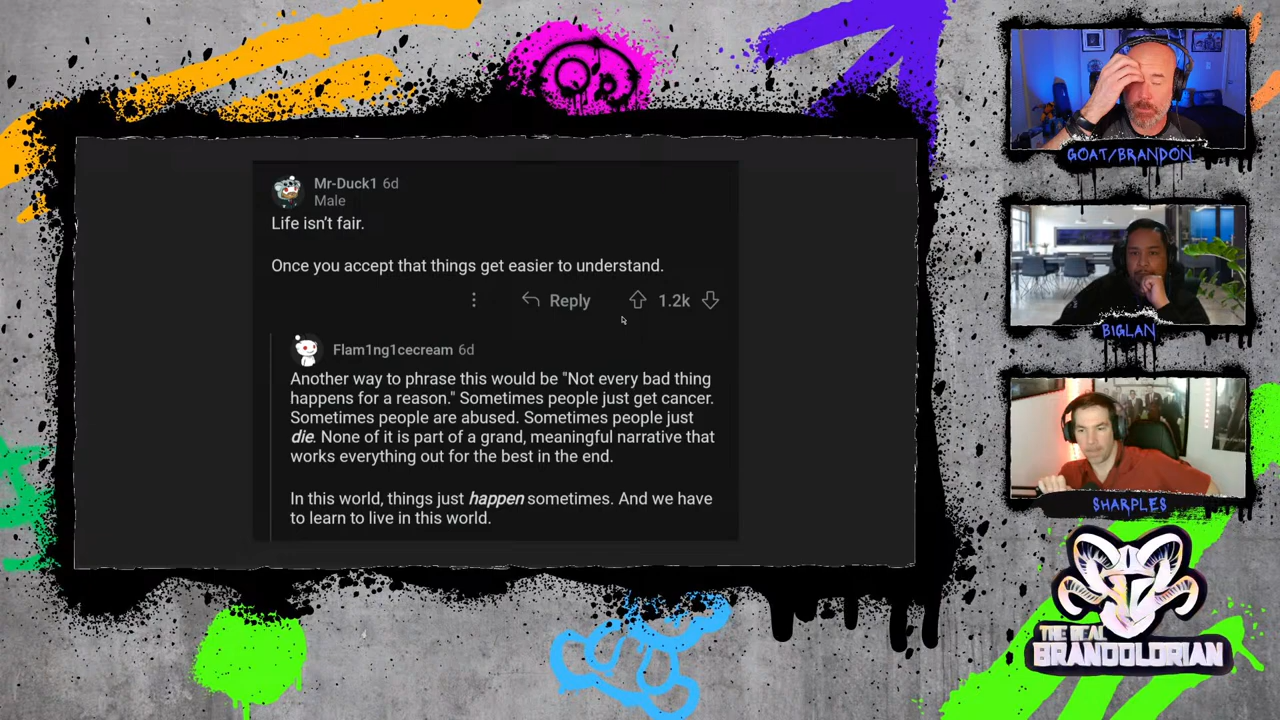 Mr-Duck1 6d
Male
Life isn't fair.
Once you accept that things get easier to understand.
Reply 1.2k
Flam1ng1cecream 6d
Another way to phrase this would be "Not every bad thing
happens for a reason." Sometimes people just get cancer.
Sometimes people are abused. Sometimes people just
die. None of it is part of a grand, meaningful narrative that
works everything out for the best in the end.
In this world, things just happen sometimes. And we have
to learn to live in this world.
GOAT/BRANDON
BIGLAN
SHARPLES
THE REAL
BRANDOLORIAN